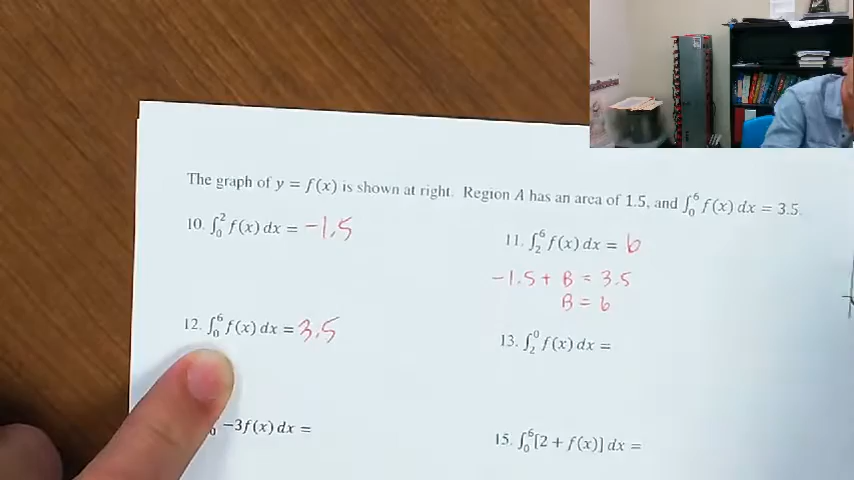 The graph of y = f(x) is shown at right. Region A has an area of 1.5, and ∫₀⁶ f(x) dx = 3.5.
10. ∫₀² f(x) dx = -1.5
11. ∫₂⁶ f(x) dx = 6
-1.5 + B = 3.5
B = 6
12. ∫₀⁶ f(x) dx = 3.5
13. ∫₂⁰ f(x) dx =
-3f(x) dx =
15. ∫₀⁶ [2 + f(x)] dx =